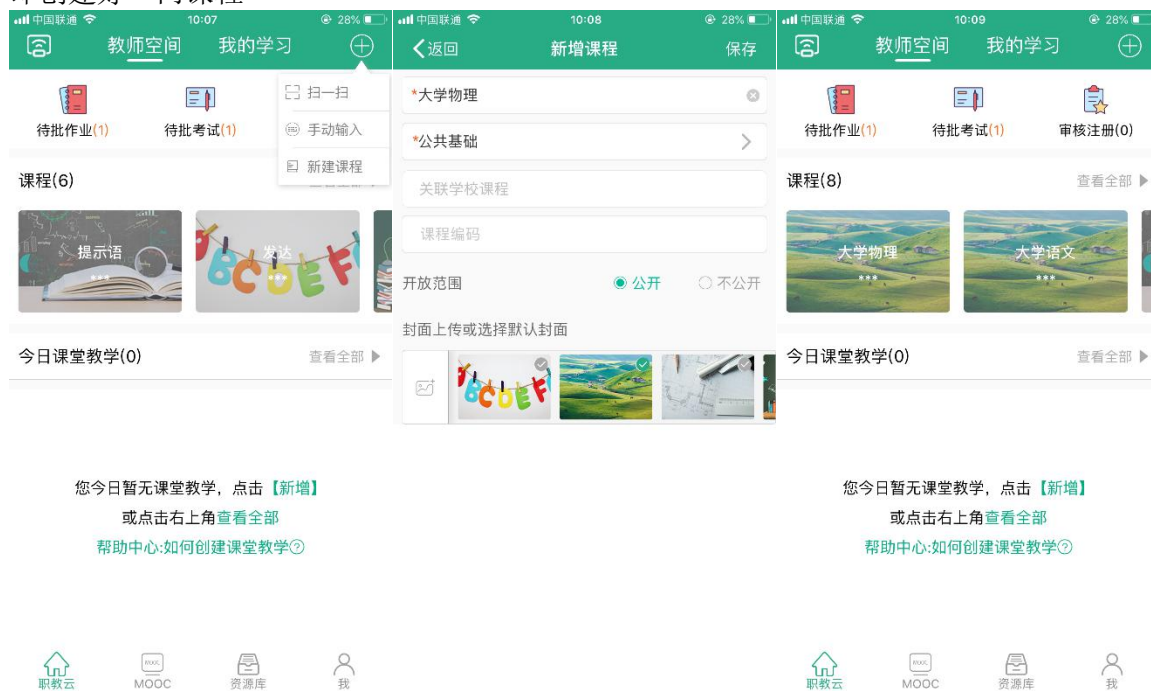 中国联通 10:07 28%
教师空间 我的学习
扫一扫
手动输入
新建课程
待批作业(1) 待批考试(1)
课程(6)
提示语
***
发达
今日课堂教学(0) 查看全部
您今日暂无课堂教学，点击【新增】
或点击右上角查看全部
帮助中心:如何创建课堂教学?
职教云 MOOC 资源库 我
中国联通 10:08 28%
返回 新增课程 保存
*大学物理
*公共基础
关联学校课程
课程编码
开放范围 公开 不公开
封面上传或选择默认封面
中国联通 10:09 28%
教师空间 我的学习
待批作业(1) 待批考试(1) 审核注册(0)
课程(8) 查看全部
大学物理
***
大学语文
***
今日课堂教学(0) 查看全部
您今日暂无课堂教学，点击【新增】
或点击右上角查看全部
帮助中心:如何创建课堂教学?
职教云 MOOC 资源库 我